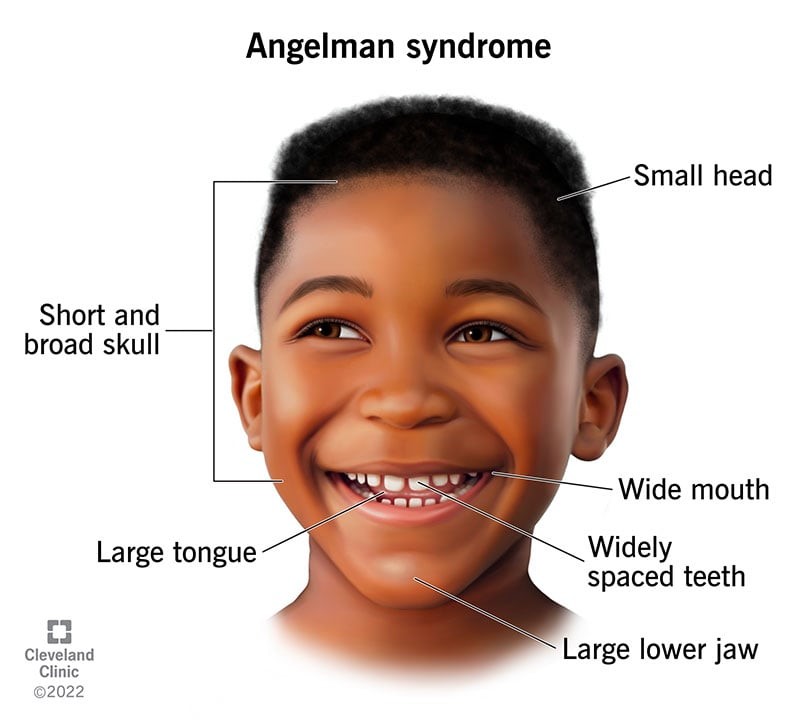 Angelman syndrome
Small head
Short and
broad skull
Wide mouth
Large tongue
Widely
spaced teeth
Large lower jaw
Cleveland
Clinic
©2022